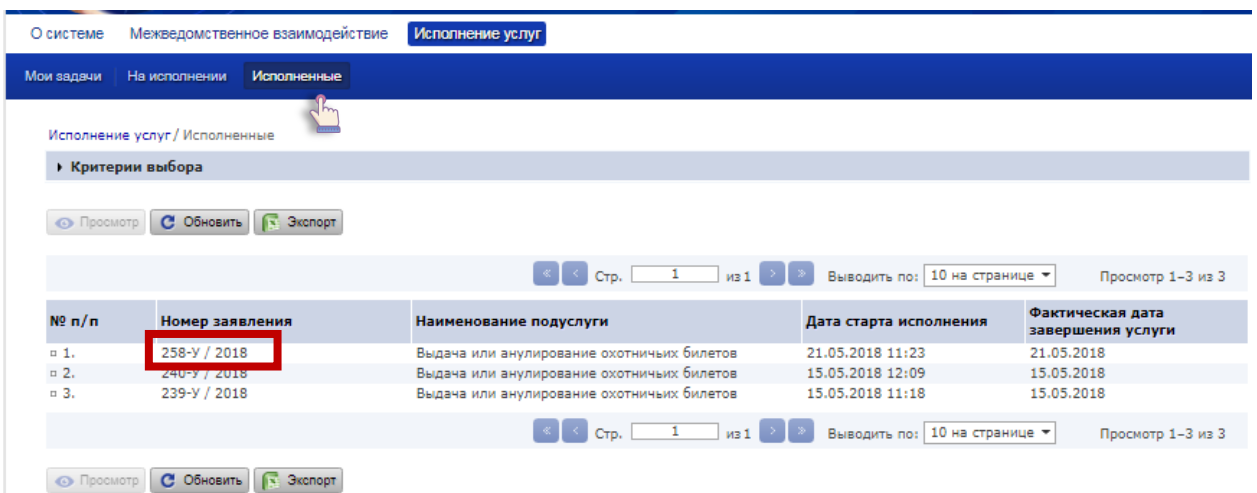 О системе Межведомственное взаимодействие Исполнение услуг
Мои задачи На исполнении Исполненные
Исполнение услуг / Исполненные
Критерии выбора
Просмотр Обновить Экспорт
Стр. 1 из 1 Выводить по: 10 на странице Просмотр 1–3 из 3
№ п/п Номер заявления Наименование подуслуги Дата старта исполнения Фактическая дата завершения услуги
1. 258-У / 2018 Выдача или анулирование охотничьих билетов 21.05.2018 11:23 21.05.2018
2. 240-У / 2018 Выдача или анулирование охотничьих билетов 15.05.2018 12:09 15.05.2018
3. 239-У / 2018 Выдача или анулирование охотничьих билетов 15.05.2018 11:18 15.05.2018
Стр. 1 из 1 Выводить по: 10 на странице Просмотр 1–3 из 3
Просмотр Обновить Экспорт